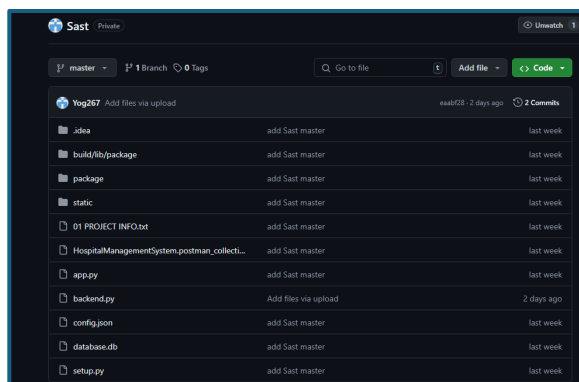 Sast Private Unwatch 1
master 1 Branch 0 Tags Go to file t Add file Code
Yog267 Add files via upload eaabf28 · 2 days ago 2 Commits
.idea add Sast master last week
build/lib/package add Sast master last week
package add Sast master last week
static add Sast master last week
01 PROJECT INFO.txt add Sast master last week
HospitalManagementSystem.postman_collecti... add Sast master last week
app.py add Sast master last week
backend.py Add files via upload 2 days ago
config.json add Sast master last week
database.db add Sast master last week
setup.py add Sast master last week